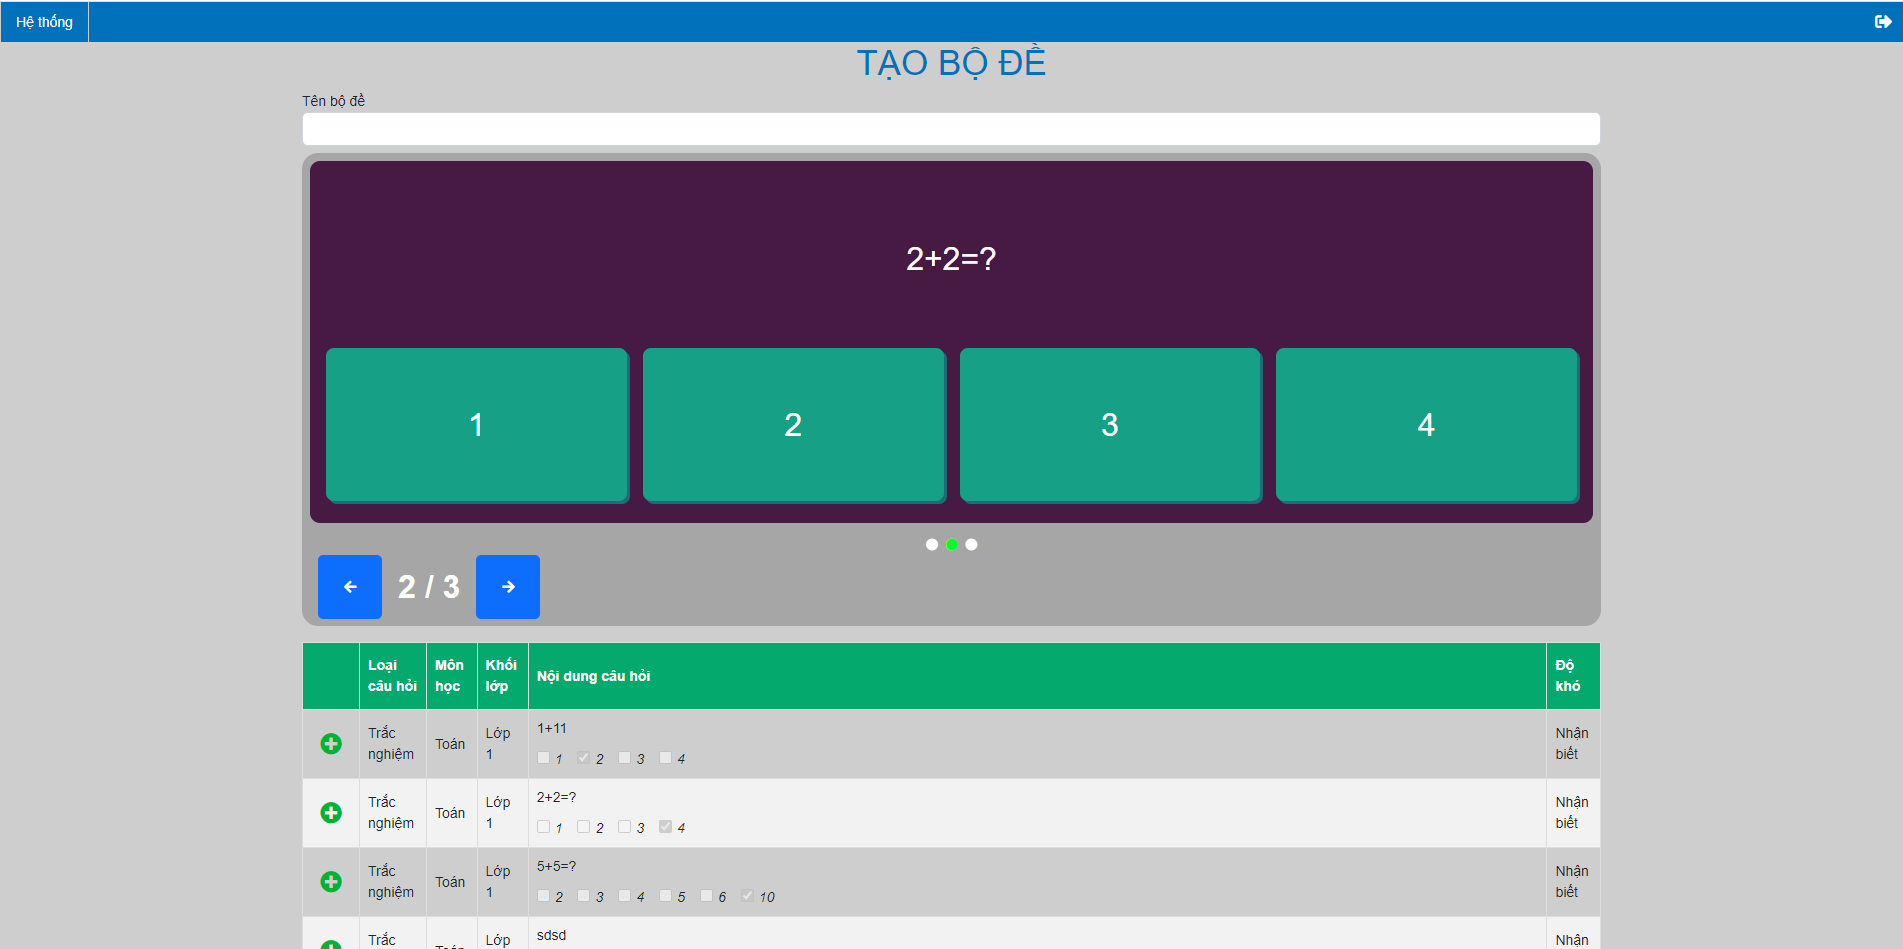 Hệ thống
TẠO BỘ ĐỀ
Tên bộ đề
2+2=?
1 2 3 4
2 / 3
Loại câu hỏi Môn học Khối lớp Nội dung câu hỏi Độ khó
Trắc nghiệm Toán Lớp 1 1+11 Nhận biết
1 2 3 4
Trắc nghiệm Toán Lớp 1 2+2=? Nhận biết
1 2 3 4
Trắc nghiệm Toán Lớp 1 5+5=? Nhận biết
2 3 4 5 6 10
Trắc Lớp sdsd Nhận